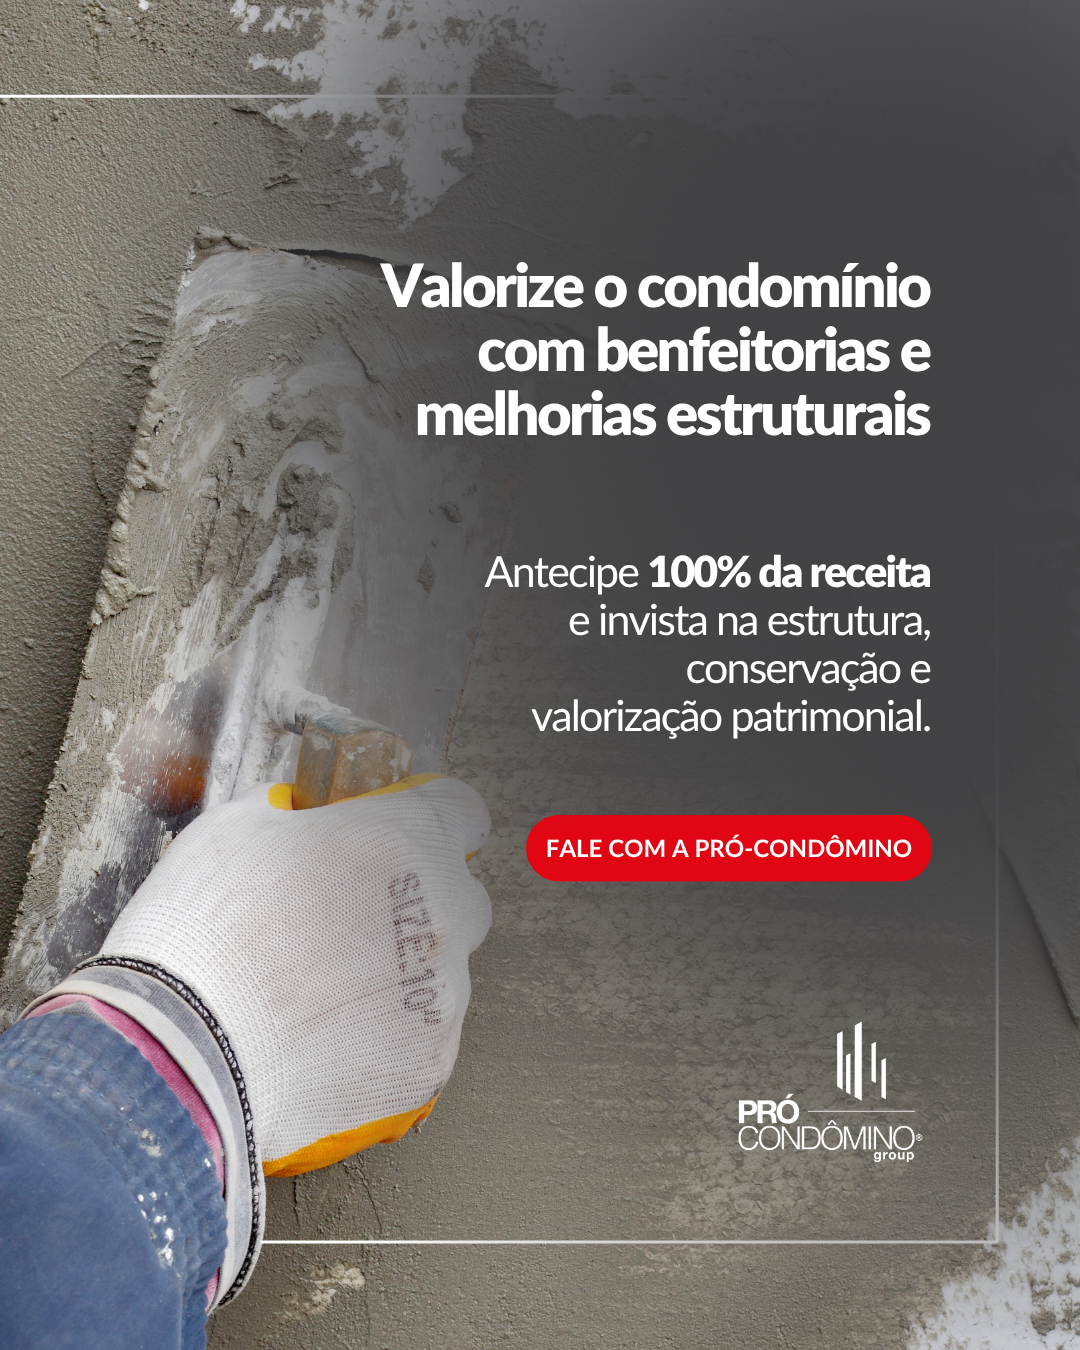 Valorize o condomínio
com benfeitorias e
melhorias estruturais
Antecipe 100% da receita
e invista na estrutura,
conservação e
valorização patrimonial.
FALE COM A PRÓ-CONDÔMINO
SIZE10
PRÓ
CONDÔMINO®
group